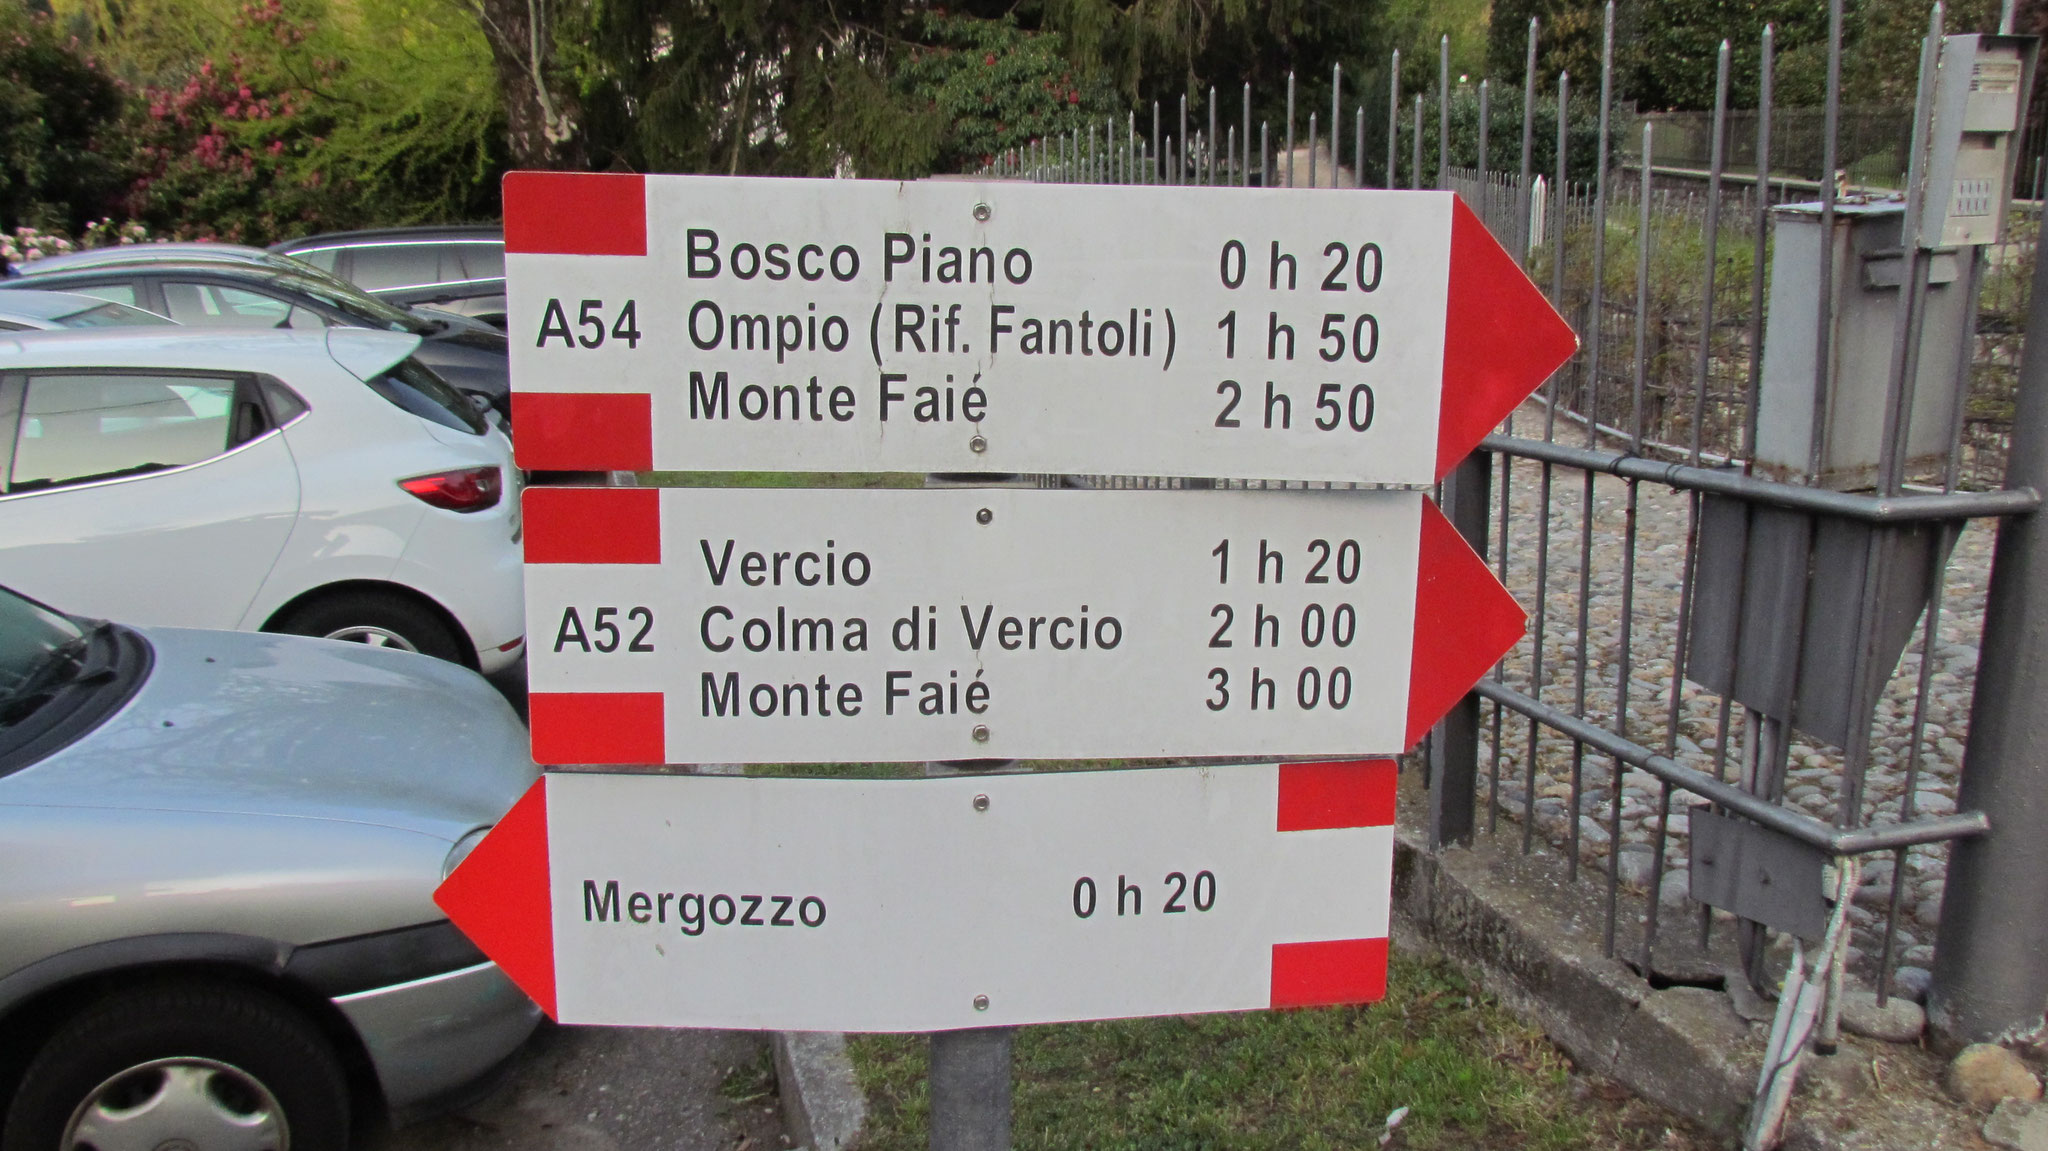 Bosco Piano 0 h 20
A54 Ompio (Rif. Fantoli) 1 h 50
Monte Faié 2 h 50
Vercio 1 h 20
A52 Colma di Vercio 2 h 00
Monte Faié 3 h 00
Mergozzo 0 h 20